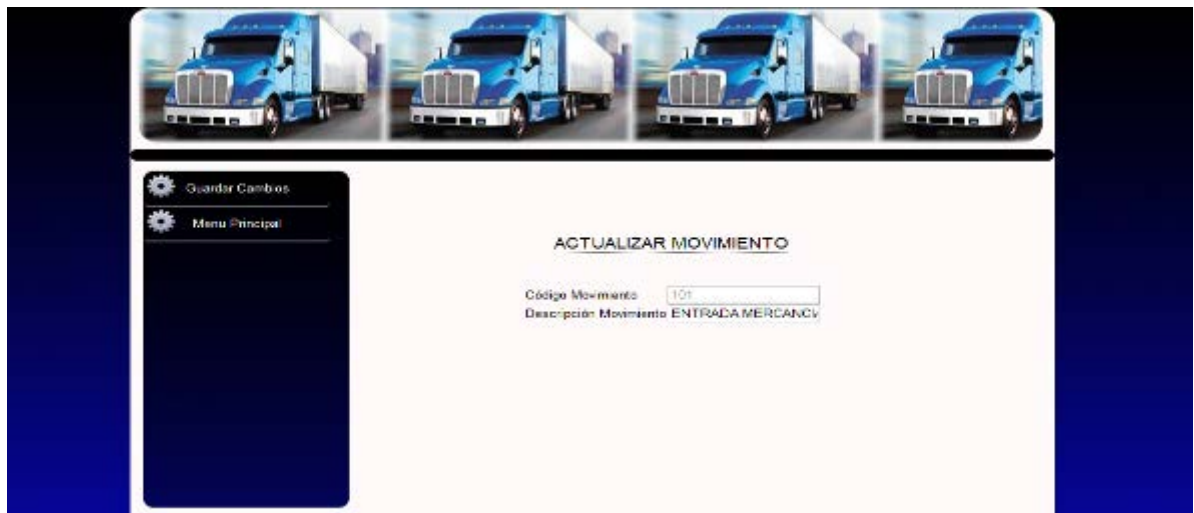 Guardar Cambios
Menu Principal
ACTUALIZAR MOVIMIENTO
Código Movimiento 101
Descripción Movimiento ENTRADA MERCANCI